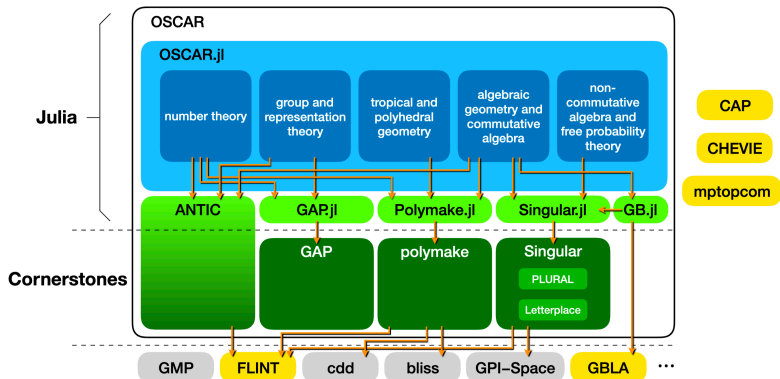 OSCAR
OSCAR.jl
Julia
number theory
group and
representation
theory
tropical and
polyhedral
geometry
algebraic
geometry and
commutative
algebra
non-
commutative
algebra and
free probability
theory
CAP
CHEVIE
mptopcom
ANTIC
GAP.jl
Polymake.jl
Singular.jl
GB.jl
Cornerstones
GAP
polymake
Singular
PLURAL
Letterplace
GMP
FLINT
cdd
bliss
GPI-Space
GBLA
...